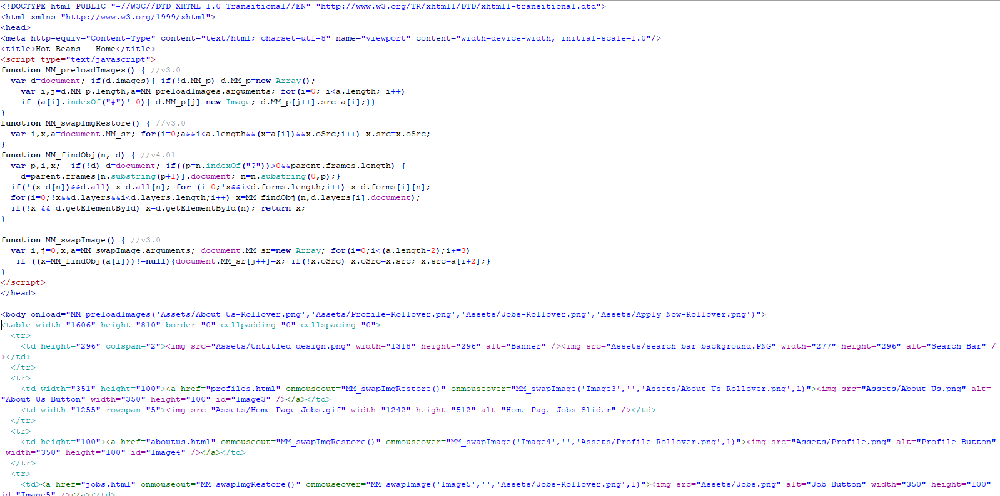 <!DOCTYPE html PUBLIC "-//W3C//DTD XHTML 1.0 Transitional//EN" "http://www.w3.org/TR/xhtml1/DTD/xhtml1-transitional.dtd">
<html xmlns="http://www.w3.org/1999/xhtml">
<head>
<meta http-equiv="Content-Type" content="text/html; charset=utf-8" name="viewport" content="width=device-width, initial-scale=1.0"/>
<title>Hot Beans - Home</title>
<script type="text/javascript">
function MM_preloadImages() { //v3.0
  var d=document; if(d.images){ if(!d.MM_p) d.MM_p=new Array();
    var i,j=d.MM_p.length,a=MM_preloadImages.arguments; for(i=0; i<a.length; i++)
    if (a[i].indexOf("#")!=0){ d.MM_p[j]=new Image; d.MM_p[j++].src=a[i];}}
}
function MM_swapImgRestore() { //v3.0
  var i,x,a=document.MM_sr; for(i=0;a&&i<a.length&&(x=a[i])&&x.oSrc;i++) x.src=x.oSrc;
}
function MM_findObj(n, d) { //v4.01
  var p,i,x;  if(!d) d=document; if((p=n.indexOf("?"))>0&&parent.frames.length) {
    d=parent.frames[n.substring(p+1)].document; n=n.substring(0,p);}
  if(!(x=d[n])&&d.all) x=d.all[n]; for (i=0;!x&&i<d.forms.length;i++) x=d.forms[i][n];
  for(i=0;!x&&d.layers&&i<d.layers.length;i++) x=MM_findObj(n,d.layers[i].document);
  if(!x && d.getElementById) x=d.getElementById(n); return x;
}

function MM_swapImage() { //v3.0
  var i,j=0,x,a=MM_swapImage.arguments; document.MM_sr=new Array; for(i=0;i<(a.length-2);i+=3)
   if ((x=MM_findObj(a[i]))!=null){document.MM_sr[j++]=x; if(!x.oSrc) x.oSrc=x.src; x.src=a[i+2];}
}
</script>
</head>

<body onload="MM_preloadImages('Assets/About Us-Rollover.png','Assets/Profile-Rollover.png','Assets/Jobs-Rollover.png','Assets/Apply Now-Rollover.png')">
<table width="1606" height="810" border="0" cellpadding="0" cellspacing="0">
  <tr>
    <td height="296" colspan="2"><img src="Assets/Untitled design.png" width="1318" height="296" alt="Banner" /><img src="Assets/search bar background.PNG" width="277" height="296" alt="Search Bar" /
></td>
  </tr>
  <tr>
    <td width="351" height="100"><a href="profiles.html" onmouseout="MM_swapImgRestore()" onmouseover="MM_swapImage('Image3','','Assets/About Us-Rollover.png',1)"><img src="Assets/About Us.png" alt=
"About Us Button" width="350" height="100" id="Image3" /></a></td>
    <td width="1255" rowspan="5"><img src="Assets/Home Page Jobs.gif" width="1242" height="512" alt="Home Page Jobs Slider" /></td>
  </tr>
  <tr>
    <td height="100"><a href="aboutus.html" onmouseout="MM_swapImgRestore()" onmouseover="MM_swapImage('Image4','','Assets/Profile-Rollover.png',1)"><img src="Assets/Profile.png" alt="Profile Button"
 width="350" height="100" id="Image4" /></a></td>
  </tr>
  <tr>
    <td><a href="jobs.html" onmouseout="MM_swapImgRestore()" onmouseover="MM_swapImage('Image5','','Assets/Jobs-Rollover.png',1)"><img src="Assets/Jobs.png" alt="Job Button" width="350" height="100"
id="Image5" /></a></td>